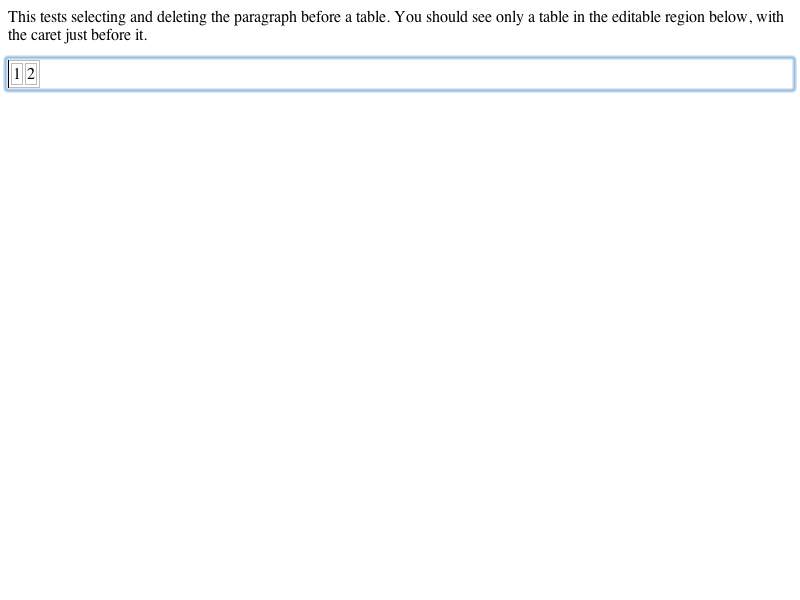 This tests selecting and deleting the paragraph before a table. You should see only a table in the editable region below, with
the caret just before it.
1 2